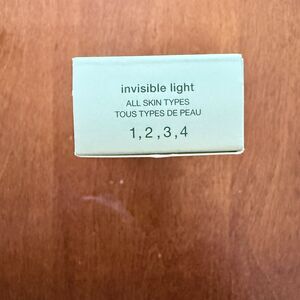 invisible light
ALL SKIN TYPES
TOUS TYPES DE PEAU
1,2,3,4